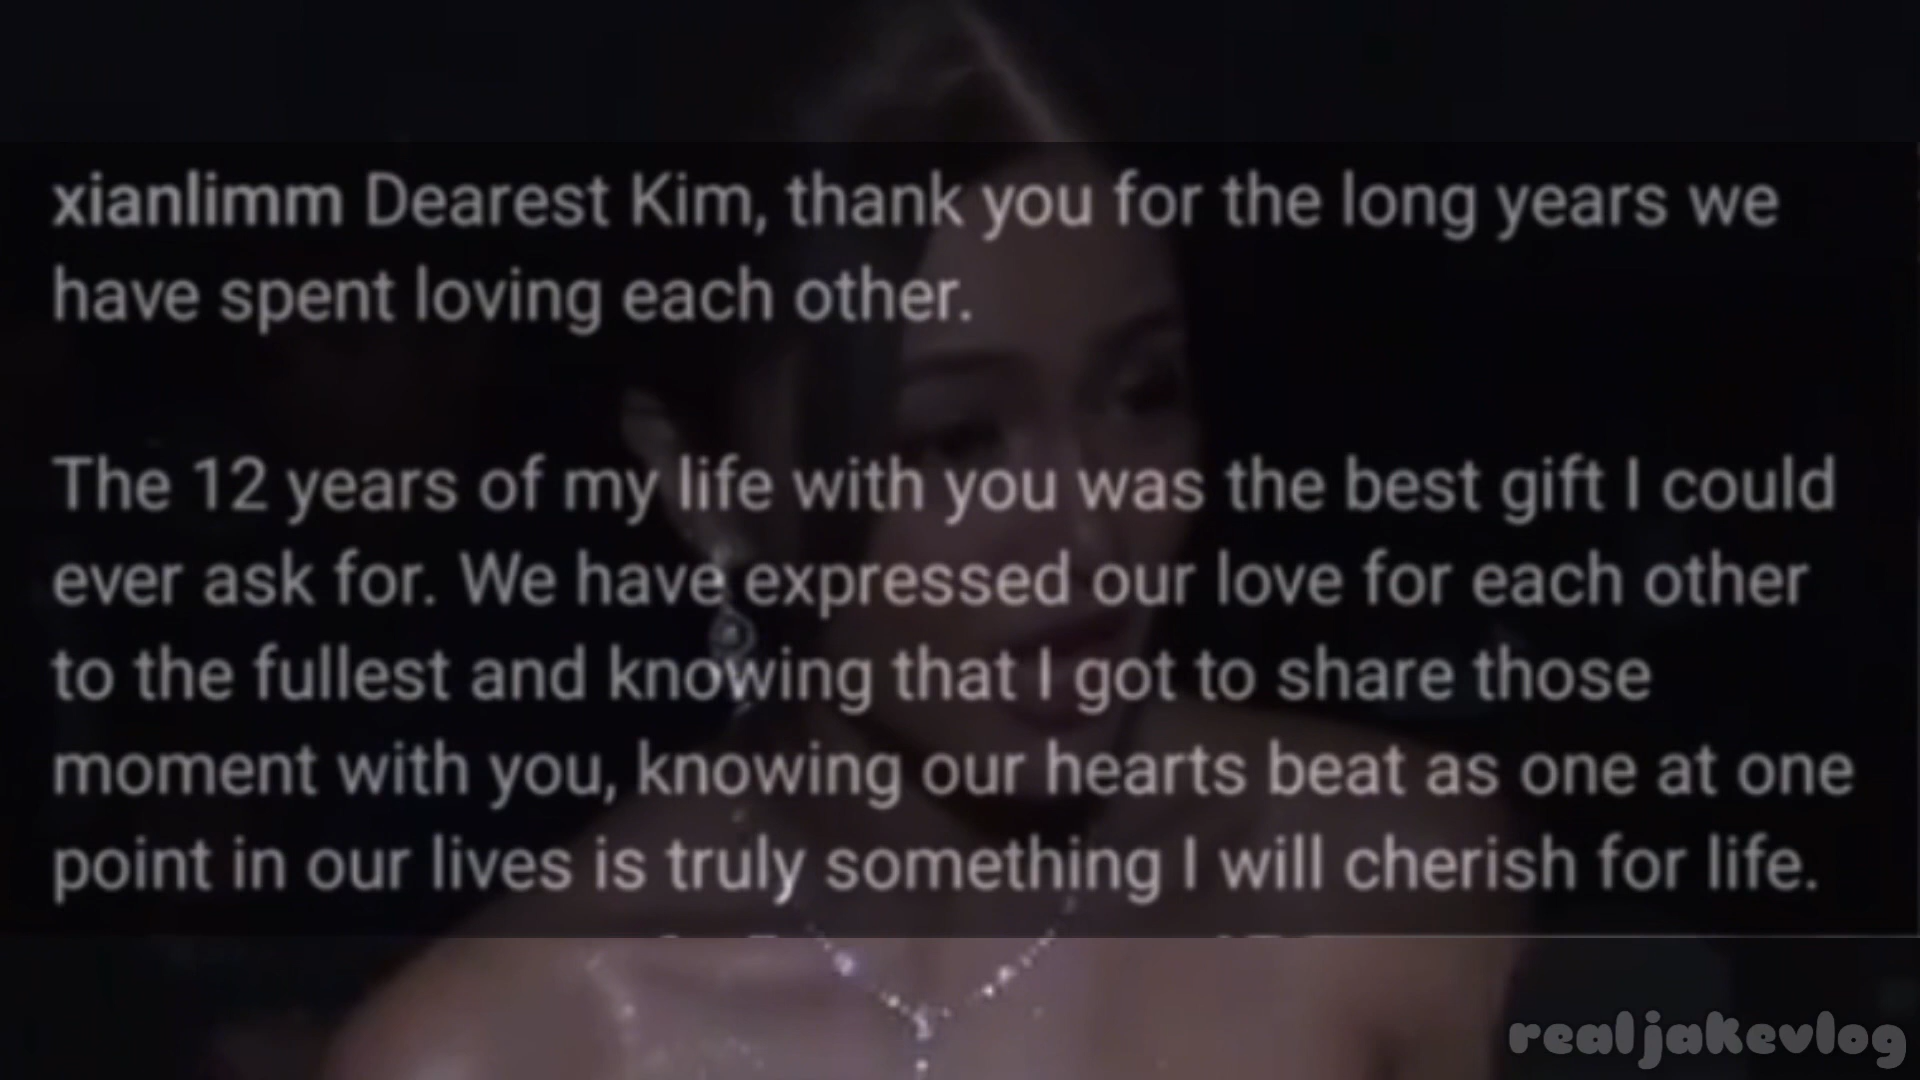 xianlimm Dearest Kim, thank you for the long years we
have spent loving each other.
The 12 years of my life with you was the best gift I could
ever ask for. We have expressed our love for each other
to the fullest and knowing that I got to share those
moment with you, knowing our hearts beat as one at one
point in our lives is truly something I will cherish for life.
realjakevlog